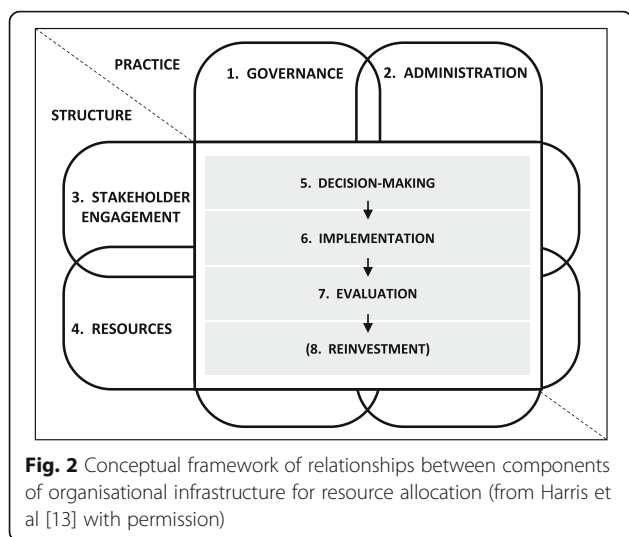 PRACTICE
STRUCTURE
1. GOVERNANCE
2. ADMINISTRATION
3. STAKEHOLDER
ENGAGEMENT
4. RESOURCES
5. DECISION-MAKING
6. IMPLEMENTATION
7. EVALUATION
(8. REINVESTMENT)
Fig. 2 Conceptual framework of relationships between components
of organisational infrastructure for resource allocation (from Harris et
al [13] with permission)